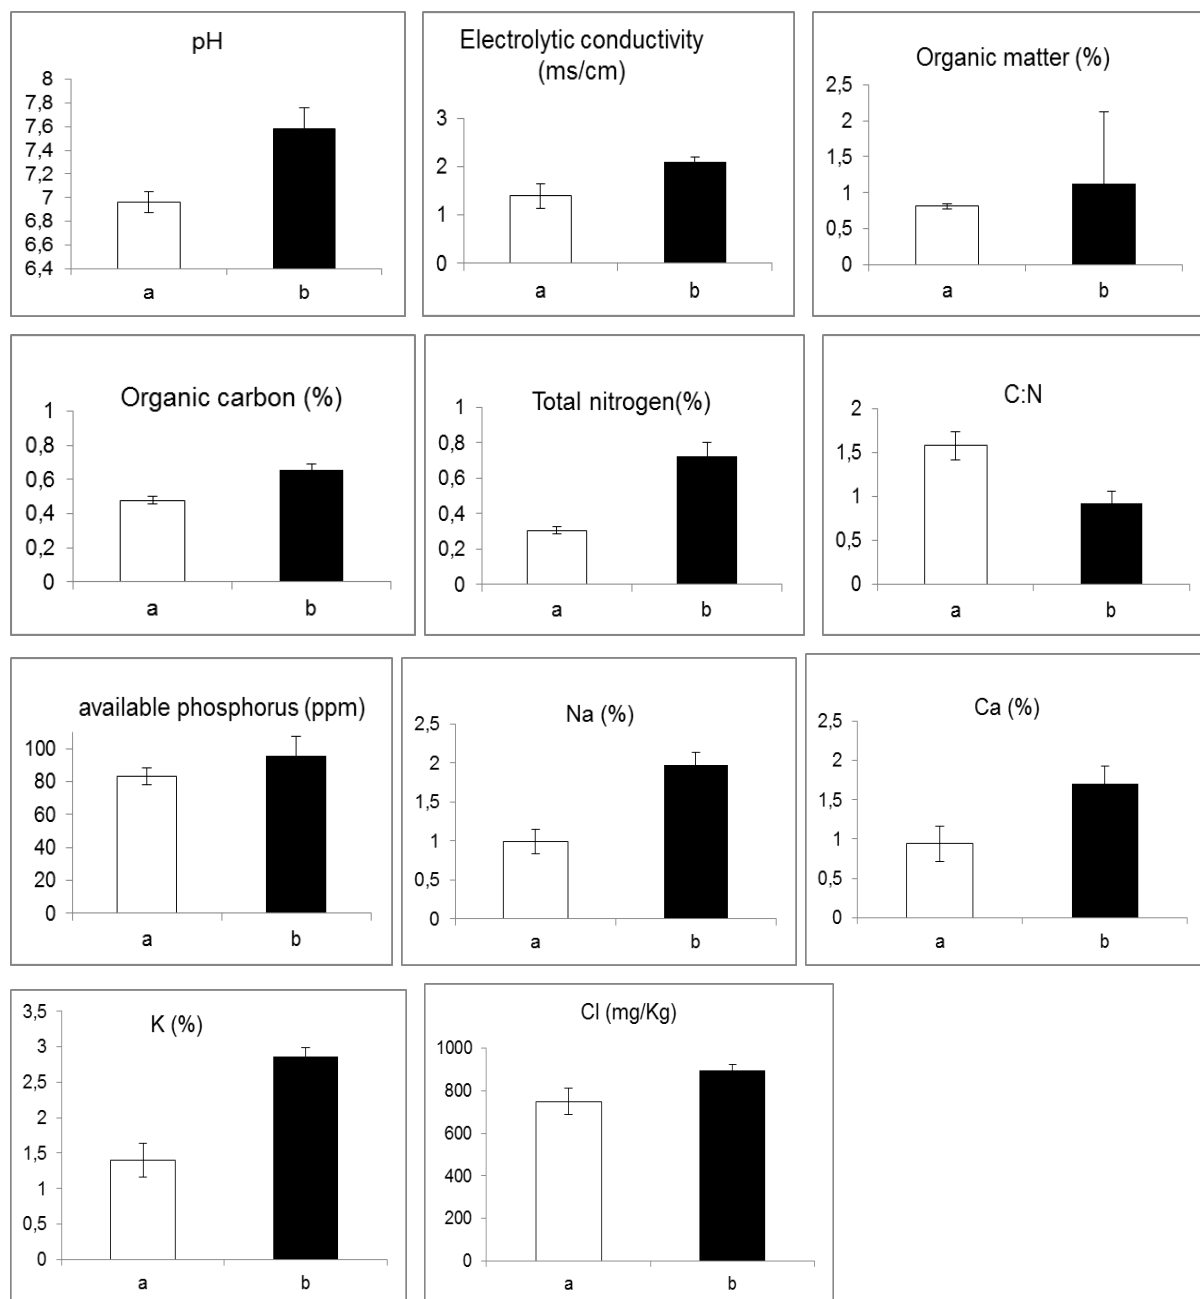 pH
8
7,8
7,6
7,4
7,2
7
6,8
6,6
6,4
a b
Electrolytic conductivity
(ms/cm)
3
2
1
0
a b
Organic matter (%)
2,5
2
1,5
1
0,5
0
a b
Organic carbon (%)
1
0,8
0,6
0,4
0,2
0
a b
Total nitrogen(%)
1
0,8
0,6
0,4
0,2
0
a b
C:N
2
1,5
1
0,5
0
a b
available phosphorus (ppm)
100
80
60
40
20
0
a b
Na (%)
2,5
2
1,5
1
0,5
0
a b
Ca (%)
2,5
2
1,5
1
0,5
0
a b
K (%)
3,5
3
2,5
2
1,5
1
0,5
0
a b
Cl (mg/Kg)
1000
800
600
400
200
0
a b